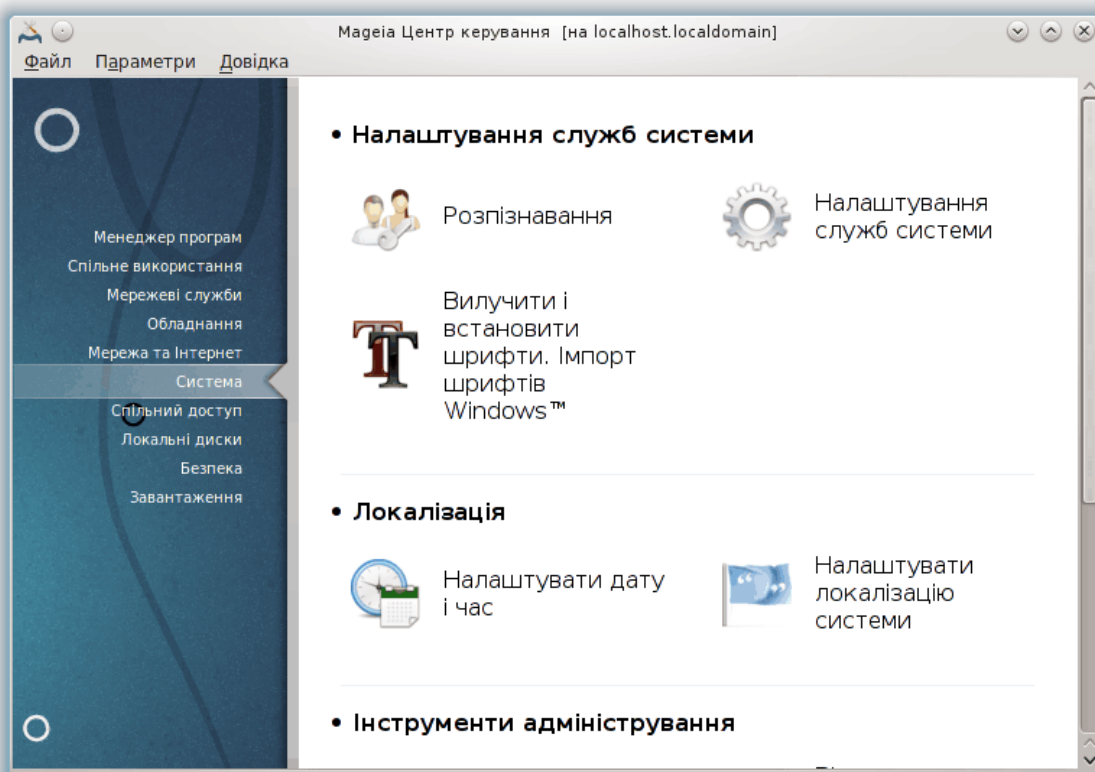 Mageia Центр керування [на localhost.localdomain]
Файл Параметри Довідка
Менеджер програм
Спільне використання
Мережеві служби
Обладнання
Мережа та Інтернет
Система
Спільний доступ
Локальні диски
Безпека
Завантаження
• Налаштування служб системи
Розпізнавання
Налаштування
служб системи
Вилучити і
встановити
шрифти. Імпорт
шрифтів
Windows™
• Локалізація
Налаштувати дату
і час
Налаштувати
локалізацію
системи
• Інструменти адміністрування